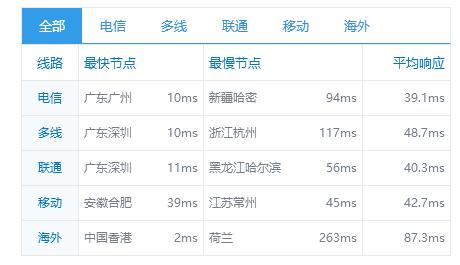 全部 电信 多线 联通 移动 海外
线路 最快节点 最慢节点 平均响应
电信 广东广州 10ms 新疆哈密 94ms 39.1ms
多线 广东深圳 10ms 浙江杭州 117ms 48.7ms
联通 广东深圳 11ms 黑龙江哈尔滨 56ms 40.3ms
移动 安徽合肥 39ms 江苏常州 45ms 42.7ms
海外 中国香港 2ms 荷兰 263ms 87.3ms